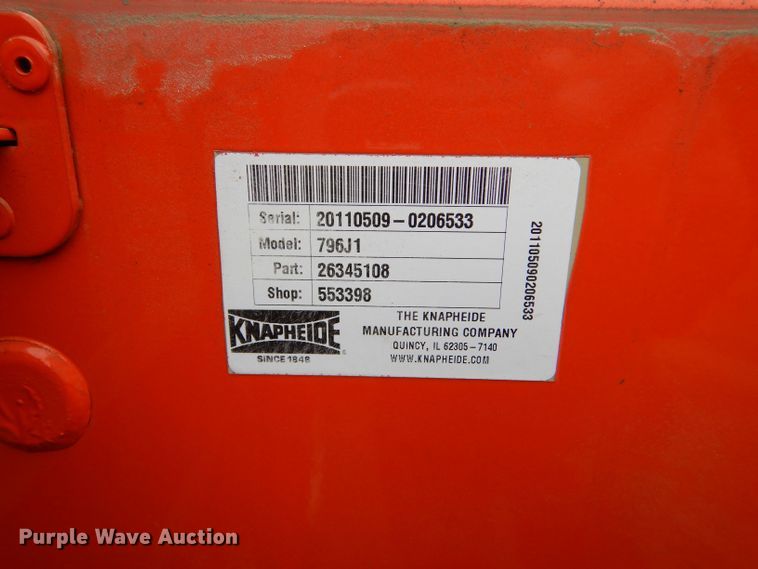 Serial: 20110509-0206533
Model: 796J1
Part: 26345108
Shop: 553398
201105090206533
KNAPHEIDE
SINCE 1848
THE KNAPHEIDE
MANUFACTURING COMPANY
QUINCY, IL 62305-7140
WWW.KNAPHEIDE.COM
Purple Wave Auction